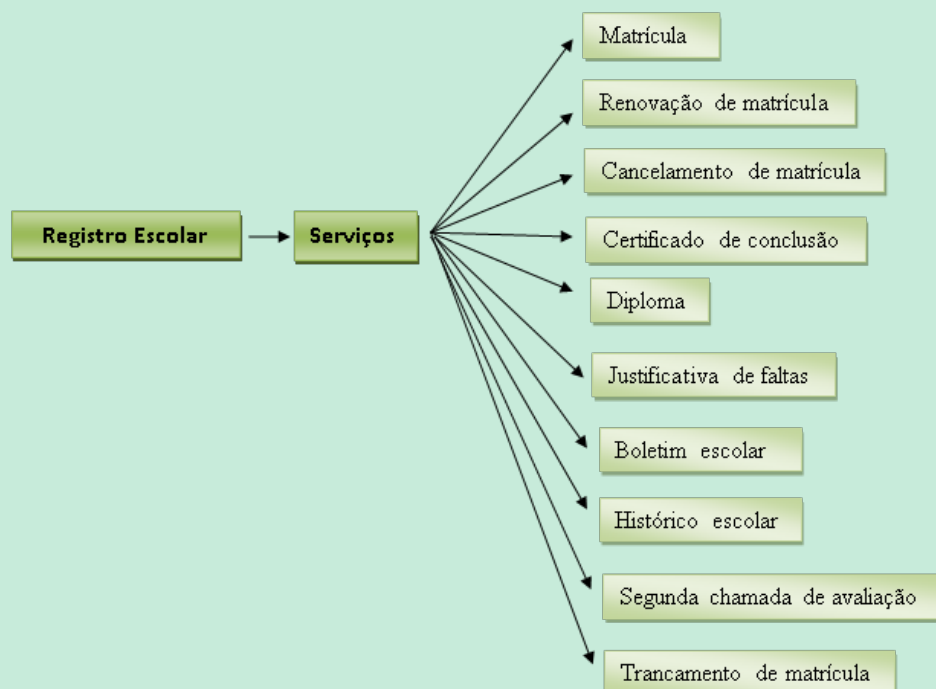 Registro Escolar
Serviços
Matrícula
Renovação de matrícula
Cancelamento de matrícula
Certificado de conclusão
Diploma
Justificativa de faltas
Boletim escolar
Histórico escolar
Segunda chamada de avaliação
Trancamento de matrícula